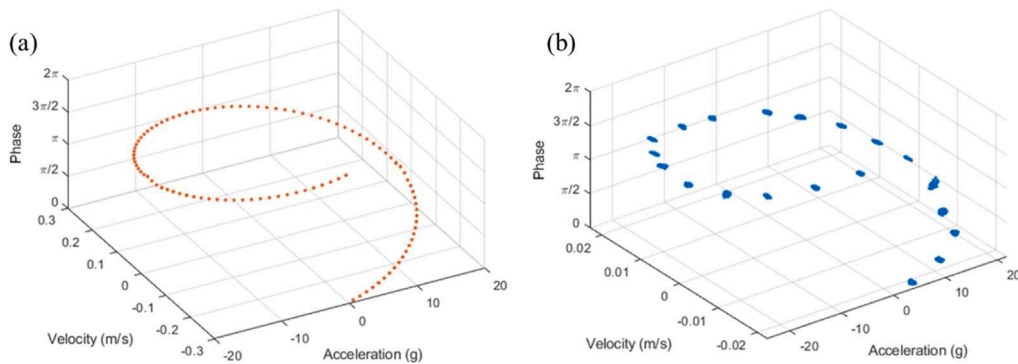 (a)
Phase
2π
3π/2
π
π/2
0
0.3
0.2
0.1
0
-0.1
-0.2
-0.3
Velocity (m/s)
-20
-10
0
10
20
Acceleration (g)
(b)
Phase
2π
3π/2
π
π/2
0
0.02
0.01
0
-0.01
-0.02
Velocity (m/s)
-20
-10
0
10
20
Acceleration (g)